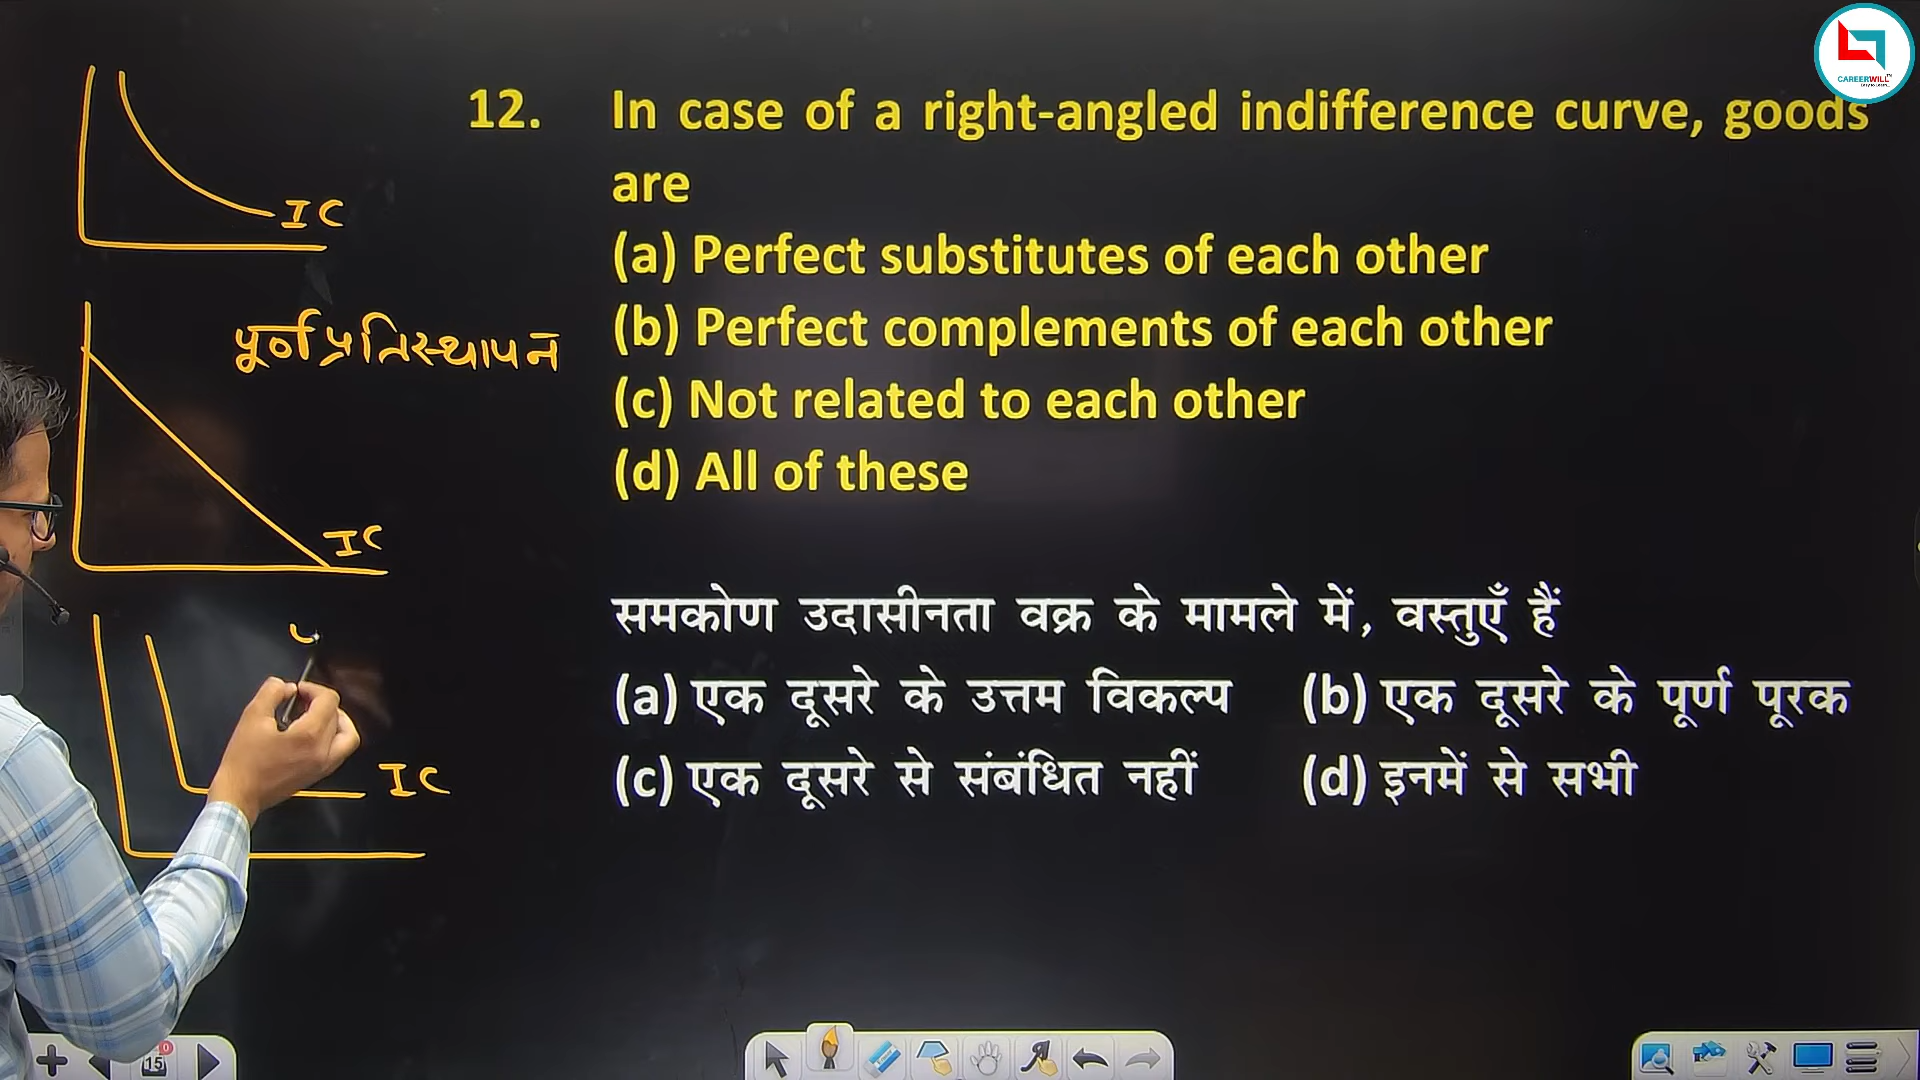 CAREERWILL
12. In case of a right-angled indifference curve, goods
are
(a) Perfect substitutes of each other
(b) Perfect complements of each other
(c) Not related to each other
(d) All of these
समकोण उदासीनता वक्र के मामले में, वस्तुएँ हैं
(a) एक दूसरे के उत्तम विकल्प (b) एक दूसरे के पूर्ण पूरक
(c) एक दूसरे से संबंधित नहीं (d) इनमें से सभी
IC
पूर्ण प्रतिस्थापन
IC
IC
15
0